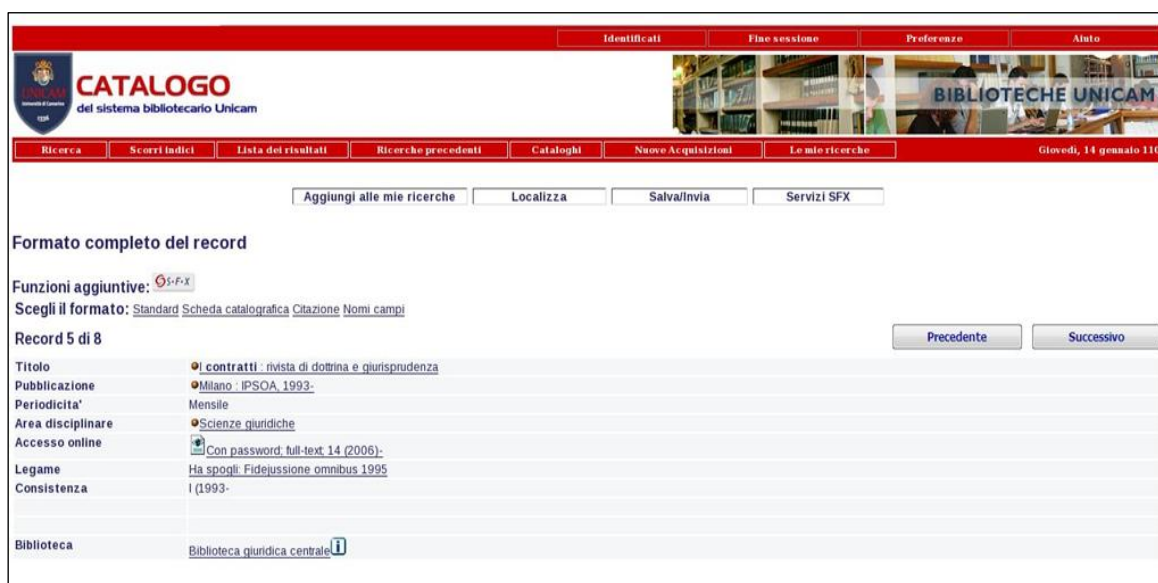 Identificati Fine sessione Preferenze Aiuto
UNICAM
CATALOGO
del sistema bibliotecario Unicam
BIBLIOTECHE UNICAM
Ricerca Scorri indici Lista dei risultati Ricerche precedenti Cataloghi Nuove Acquisizioni Le mie ricerche Giovedì, 14 gennaio 110
Aggiungi alle mie ricerche Localizza Salva/Invia Servizi SFX
Formato completo del record
Funzioni aggiuntive: S·F·X
Scegli il formato: Standard Scheda catalografica Citazione Nomi campi
Record 5 di 8 Precedente Successivo
Titolo I contratti : rivista di dottrina e giurisprudenza
Pubblicazione Milano : IPSOA, 1993-
Periodicita' Mensile
Area disciplinare Scienze giuridiche
Accesso online Con password; full-text; 14 (2006)-
Legame Ha spogli: Fidejussione omnibus 1995
Consistenza I (1993-
Biblioteca Biblioteca giuridica centrale i